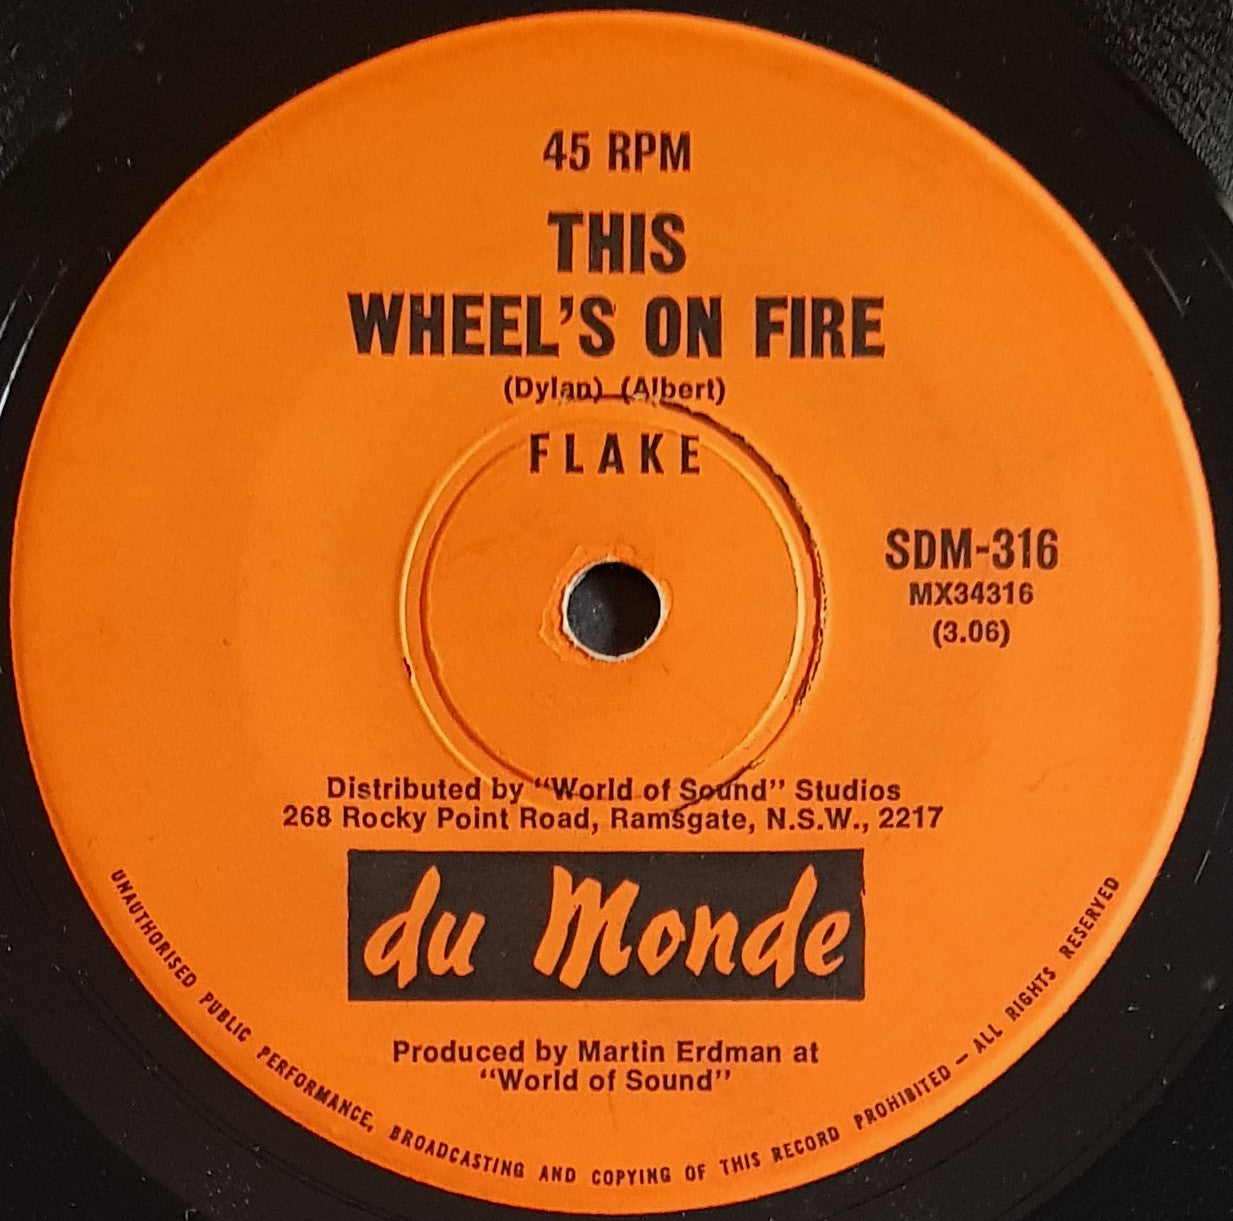 45 RPM
THIS
WHEEL'S ON FIRE
(Dylan) (Albert)
FLAKE
SDM-316
MX34316
(3.06)
Distributed by “World of Sound” Studios
268 Rocky Point Road, Ramsgate, N.S.W., 2217
du Monde
Produced by Martin Erdman at
“World of Sound”
UNAUTHORISED PUBLIC PERFORMANCE, BROADCASTING AND COPYING OF THIS RECORD PROHIBITED — ALL RIGHTS RESERVED